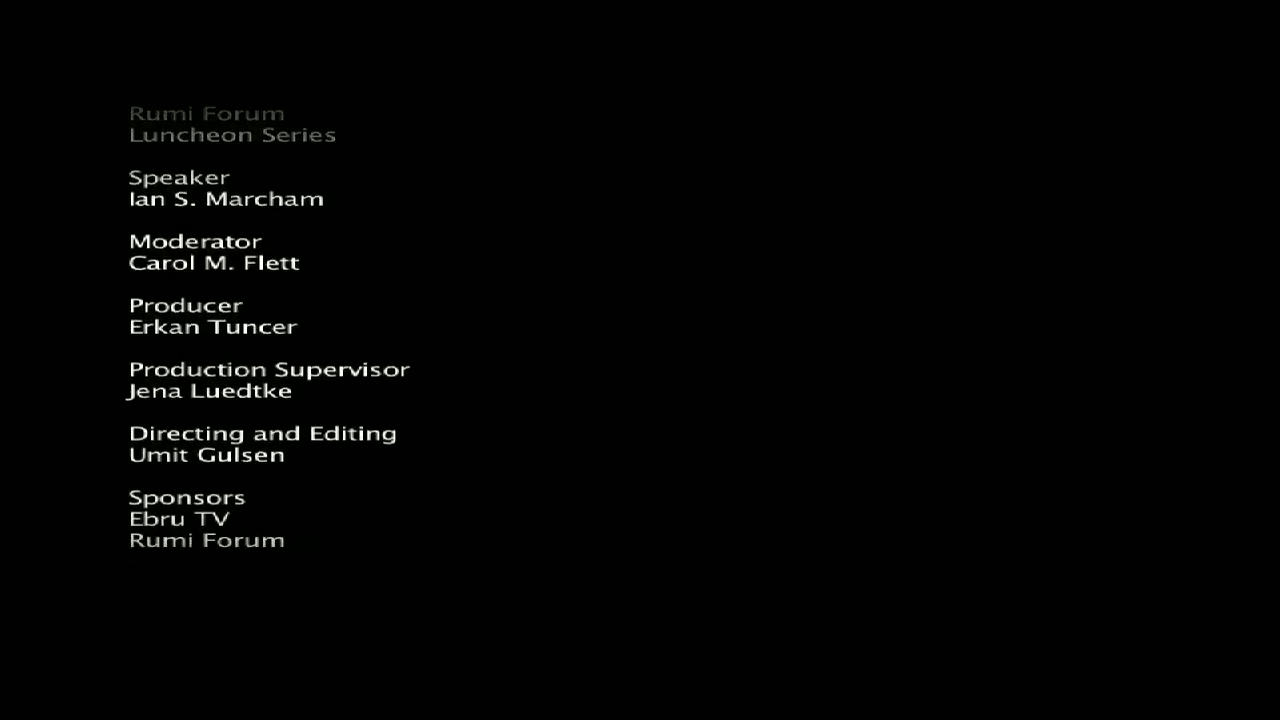 Rumi Forum
Luncheon Series
Speaker
Ian S. Marcham
Moderator
Carol M. Flett
Producer
Erkan Tuncer
Production Supervisor
Jena Luedtke
Directing and Editing
Umit Gulsen
Sponsors
Ebru TV
Rumi Forum